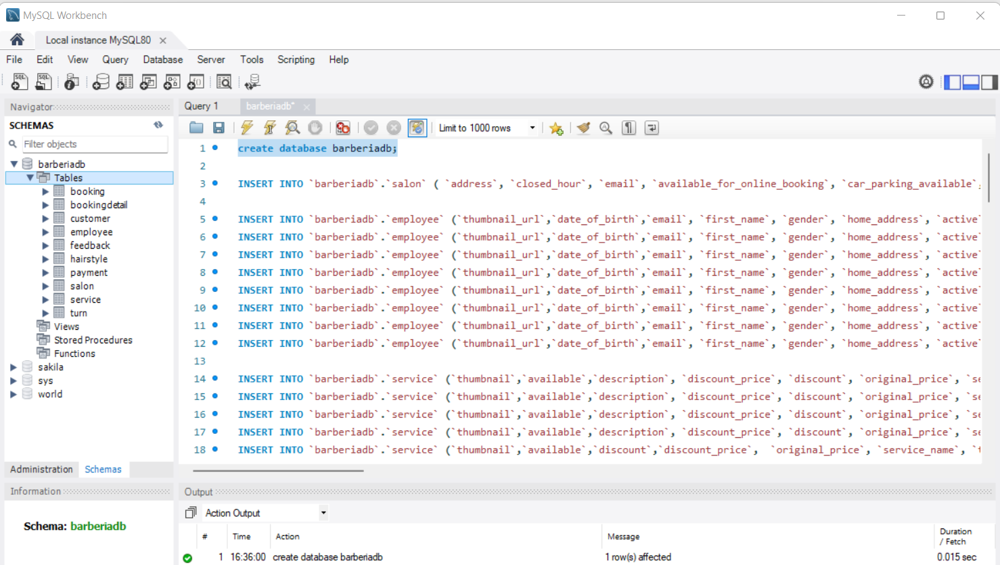 MySQL Workbench
Local instance MySQL80
File Edit View Query Database Server Tools Scripting Help
Navigator
SCHEMAS
Filter objects
barberiadb
Tables
booking
bookingdetail
customer
employee
feedback
hairstyle
payment
salon
service
turn
Views
Stored Procedures
Functions
sakila
sys
world
Administration Schemas
Information
Schema: barberiadb
Query 1 barberiadb*
Limit to 1000 rows
1 create database barberiadb;
2
3 INSERT INTO `barberiadb`.`salon` ( `address`, `closed_hour`, `email`, `available_for_online_booking`, `car_parking_available`,
4
5 INSERT INTO `barberiadb`.`employee` (`thumbnail_url`,`date_of_birth`,`email`, `first_name`, `gender`, `home_address`, `active`
6 INSERT INTO `barberiadb`.`employee` (`thumbnail_url`,`date_of_birth`,`email`, `first_name`, `gender`, `home_address`, `active`
7 INSERT INTO `barberiadb`.`employee` (`thumbnail_url`,`date_of_birth`,`email`, `first_name`, `gender`, `home_address`, `active`
8 INSERT INTO `barberiadb`.`employee` (`thumbnail_url`,`date_of_birth`,`email`, `first_name`, `gender`, `home_address`, `active`
9 INSERT INTO `barberiadb`.`employee` (`thumbnail_url`,`date_of_birth`,`email`, `first_name`, `gender`, `home_address`, `active`
10 INSERT INTO `barberiadb`.`employee` (`thumbnail_url`,`date_of_birth`,`email`, `first_name`, `gender`, `home_address`, `active`
11 INSERT INTO `barberiadb`.`employee` (`thumbnail_url`,`date_of_birth`,`email`, `first_name`, `gender`, `home_address`, `active`
12 INSERT INTO `barberiadb`.`employee` (`thumbnail_url`,`date_of_birth`,`email`, `first_name`, `gender`, `home_address`, `active`
13
14 INSERT INTO `barberiadb`.`service` (`thumbnail`,`available`,`description`, `discount_price`, `discount`, `original_price`, `se
15 INSERT INTO `barberiadb`.`service` (`thumbnail`,`available`,`description`, `discount_price`, `discount`, `original_price`, `se
16 INSERT INTO `barberiadb`.`service` (`thumbnail`,`available`,`description`, `discount_price`, `discount`, `original_price`, `se
17 INSERT INTO `barberiadb`.`service` (`thumbnail`,`available`,`description`, `discount_price`, `discount`, `original_price`, `se
18 INSERT INTO `barberiadb`.`service` (`thumbnail`,`available`,`discount`,`discount_price`,  `original_price`, `service_name`, `t
Output
Action Output
# Time Action Message Duration / Fetch
1 16:36:00 create database barberiadb 1 row(s) affected 0.015 sec